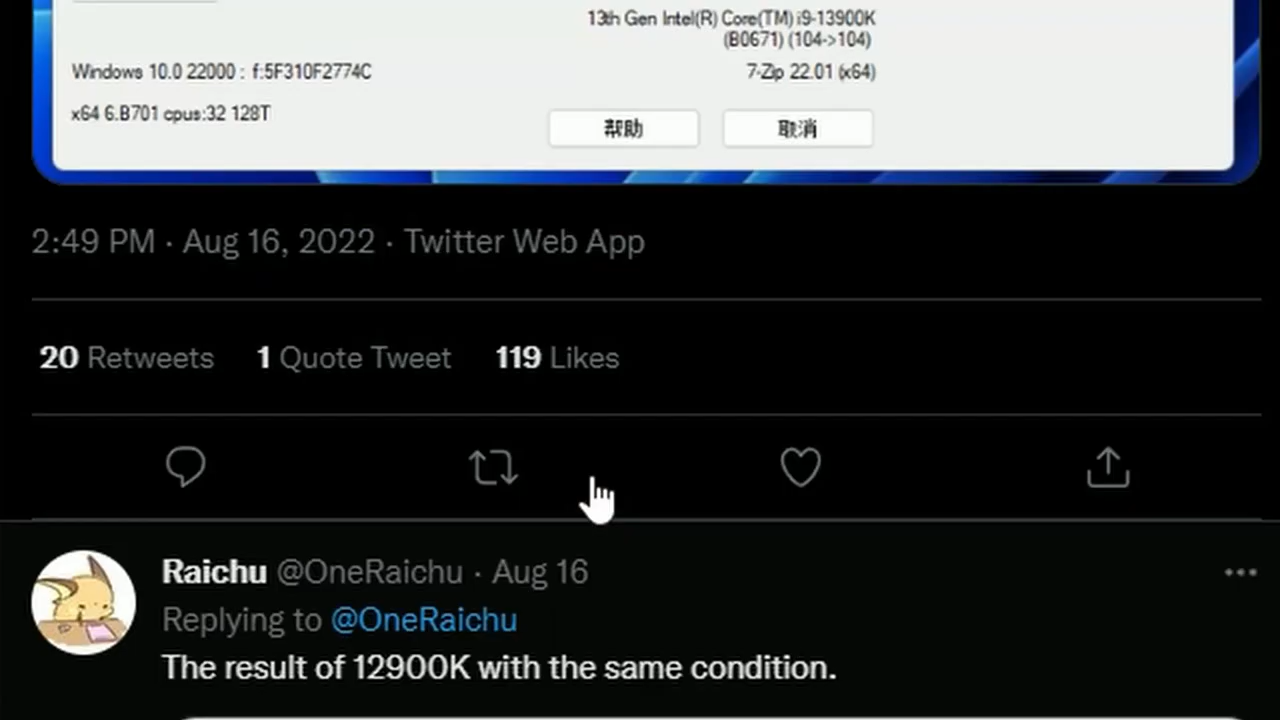 13th Gen Intel(R) Core(TM) i9-13900K
(B0671) (104->104)
Windows 10.0 22000 : f:5F310F2774C
7-Zip 22.01 (x64)
x64 6.B701 cpus:32 128T
帮助
取消
2:49 PM · Aug 16, 2022 · Twitter Web App
20 Retweets 1 Quote Tweet 119 Likes
Raichu @OneRaichu · Aug 16
Replying to @OneRaichu
The result of 12900K with the same condition.